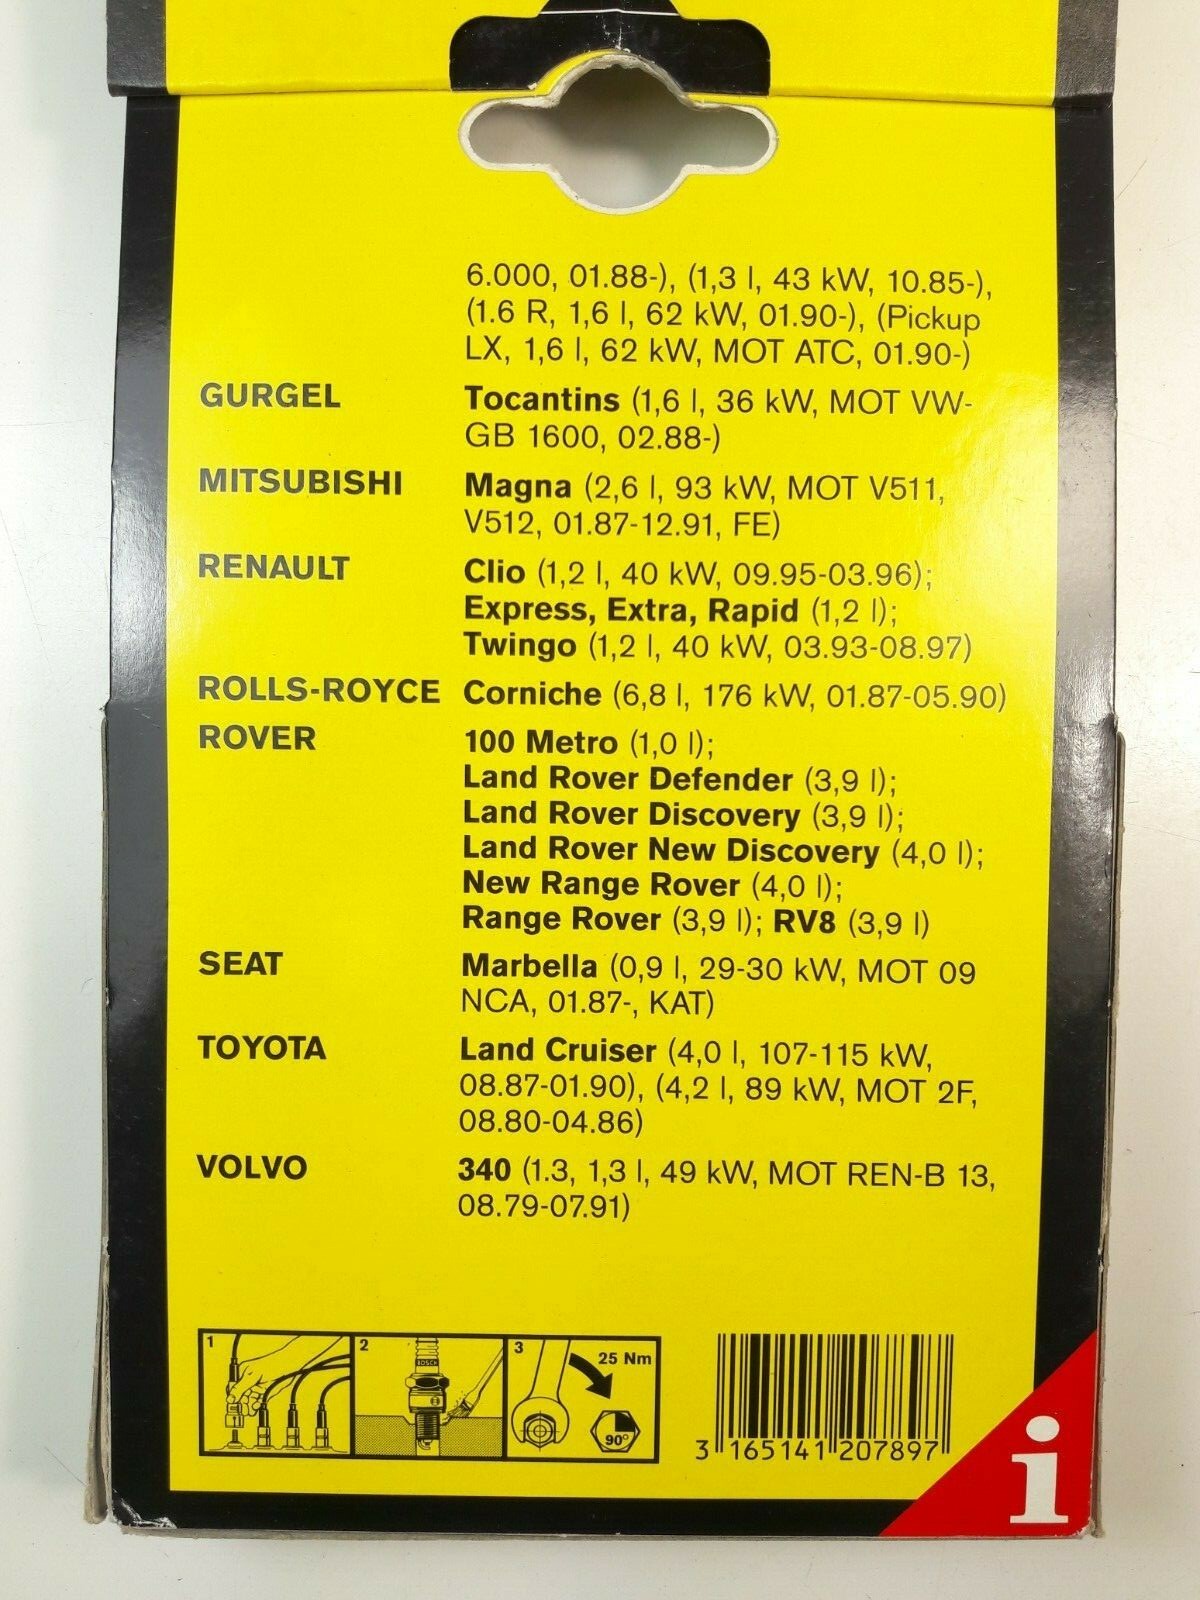 6.000, 01.88-), (1,3 l, 43 kW, 10.85-),
(1.6 R, 1,6 l, 62 kW, 01.90-), (Pickup
LX, 1,6 l, 62 kW, MOT ATC, 01.90-)
GURGEL Tocantins (1,6 l, 36 kW, MOT VW-
GB 1600, 02.88-)
MITSUBISHI Magna (2,6 l, 93 kW, MOT V511,
V512, 01.87-12.91, FE)
RENAULT Clio (1,2 l, 40 kW, 09.95-03.96);
Express, Extra, Rapid (1,2 l);
Twingo (1,2 l, 40 kW, 03.93-08.97)
ROLLS-ROYCE Corniche (6,8 l, 176 kW, 01.87-05.90)
ROVER 100 Metro (1,0 l);
Land Rover Defender (3,9 l);
Land Rover Discovery (3,9 l);
Land Rover New Discovery (4,0 l);
New Range Rover (4,0 l);
Range Rover (3,9 l); RV8 (3,9 l)
SEAT Marbella (0,9 l, 29-30 kW, MOT 09
NCA, 01.87-, KAT)
TOYOTA Land Cruiser (4,0 l, 107-115 kW,
08.87-01.90), (4,2 l, 89 kW, MOT 2F,
08.80-04.86)
VOLVO 340 (1.3, 1,3 l, 49 kW, MOT REN-B 13,
08.79-07.91)
1 2 3
BOSCH
25 Nm
90°
3 165141 207897
i